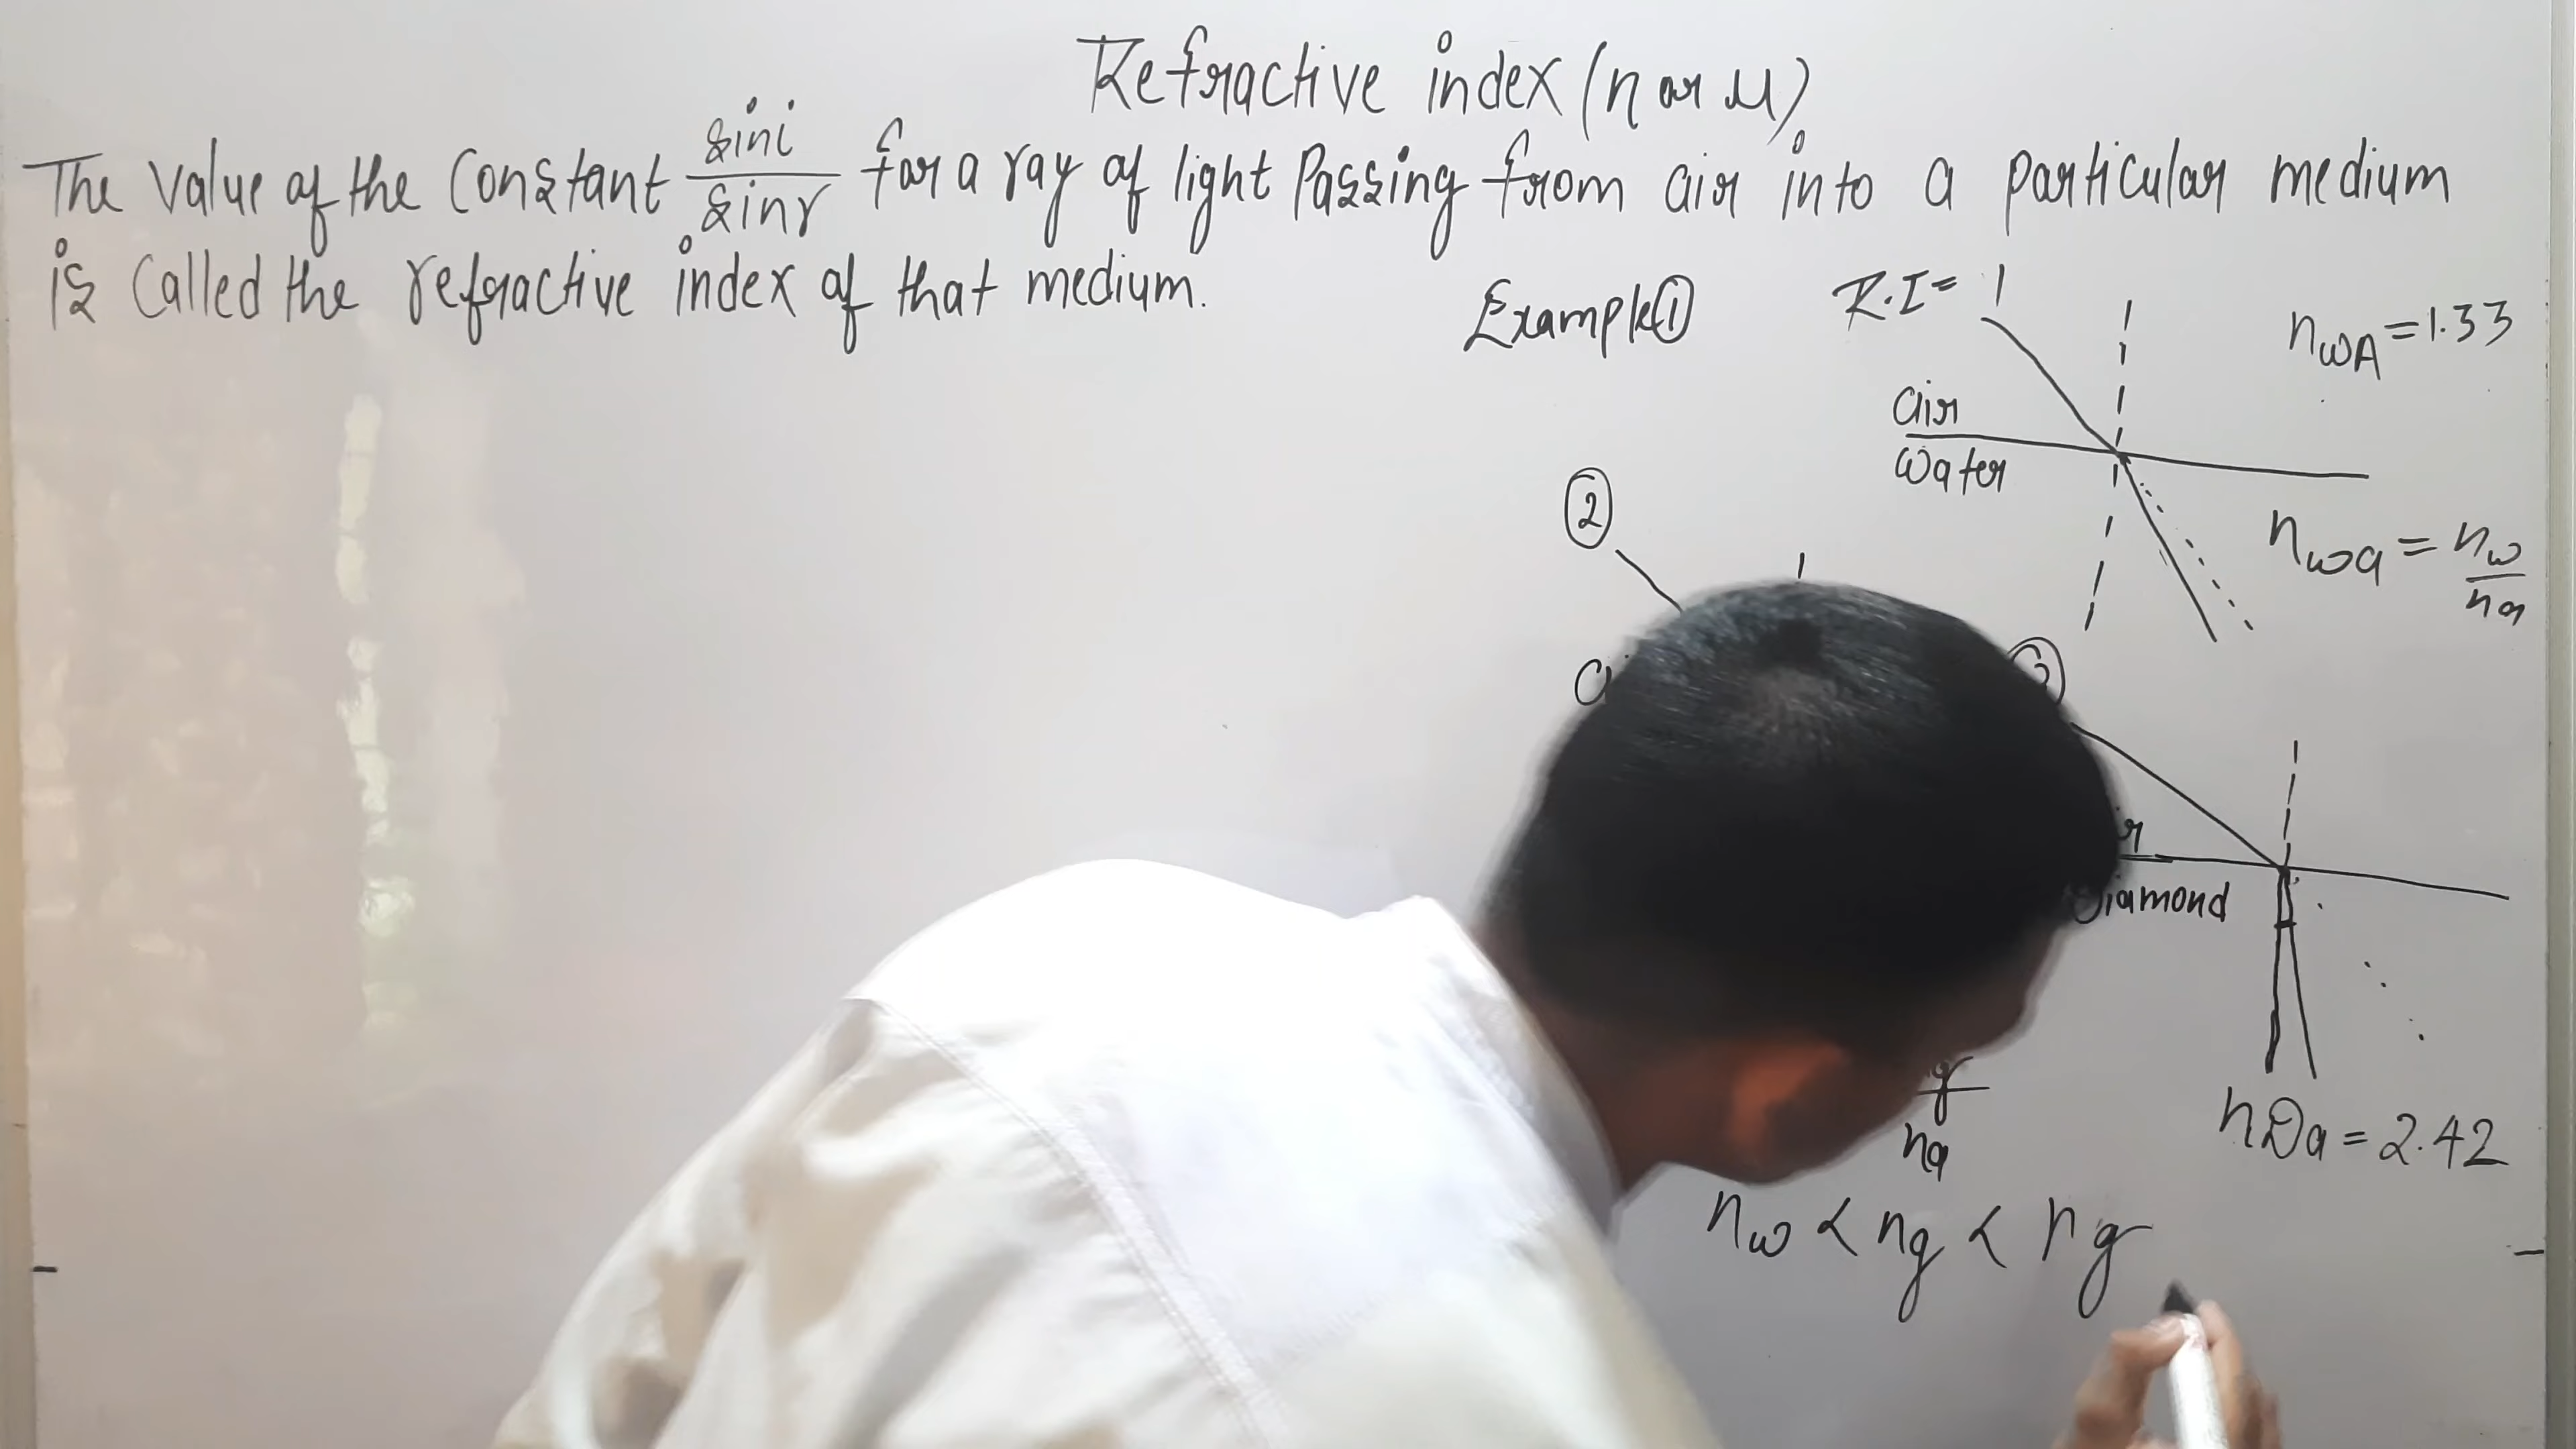 Refractive index (n or μ)
The value of the constant sini/sinr for a ray of light Passing from air into a particular medium
is called the refractive index of that medium.
Example ①
R.I = 1
n_wA = 1.33
air
water
n_wa = n_w/n_a
②
Diamond
n_a
n_Da = 2.42
n_w < n_g < n_g